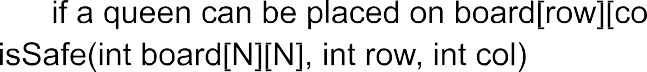 if a queen can be placed on board[row][co
isSafe(int board[N][N], int row, int col)